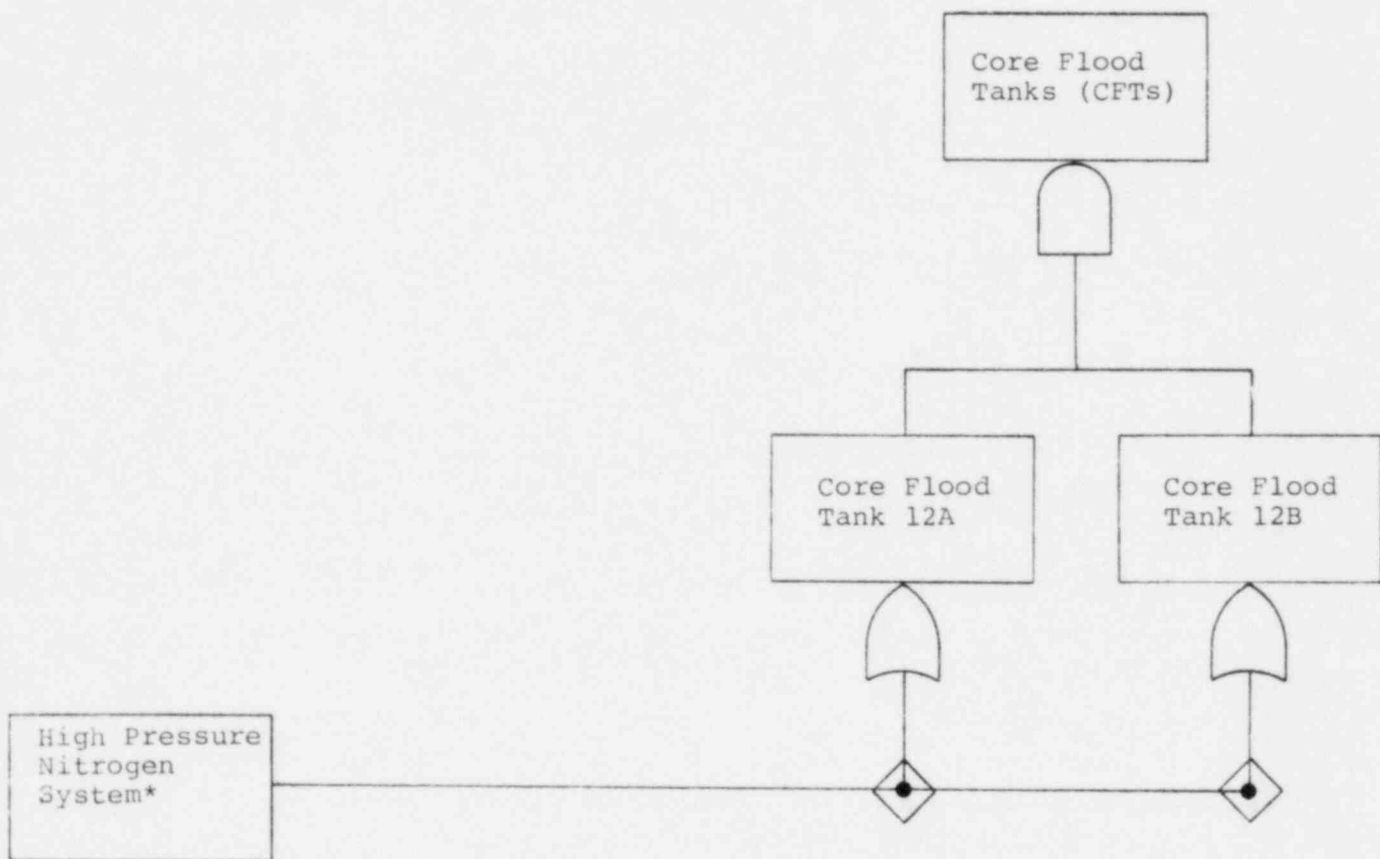 Core Flood
Tanks (CFTs)
Core Flood
Tank 12A
Core Flood
Tank 12B
High Pressure
Nitrogen
System*